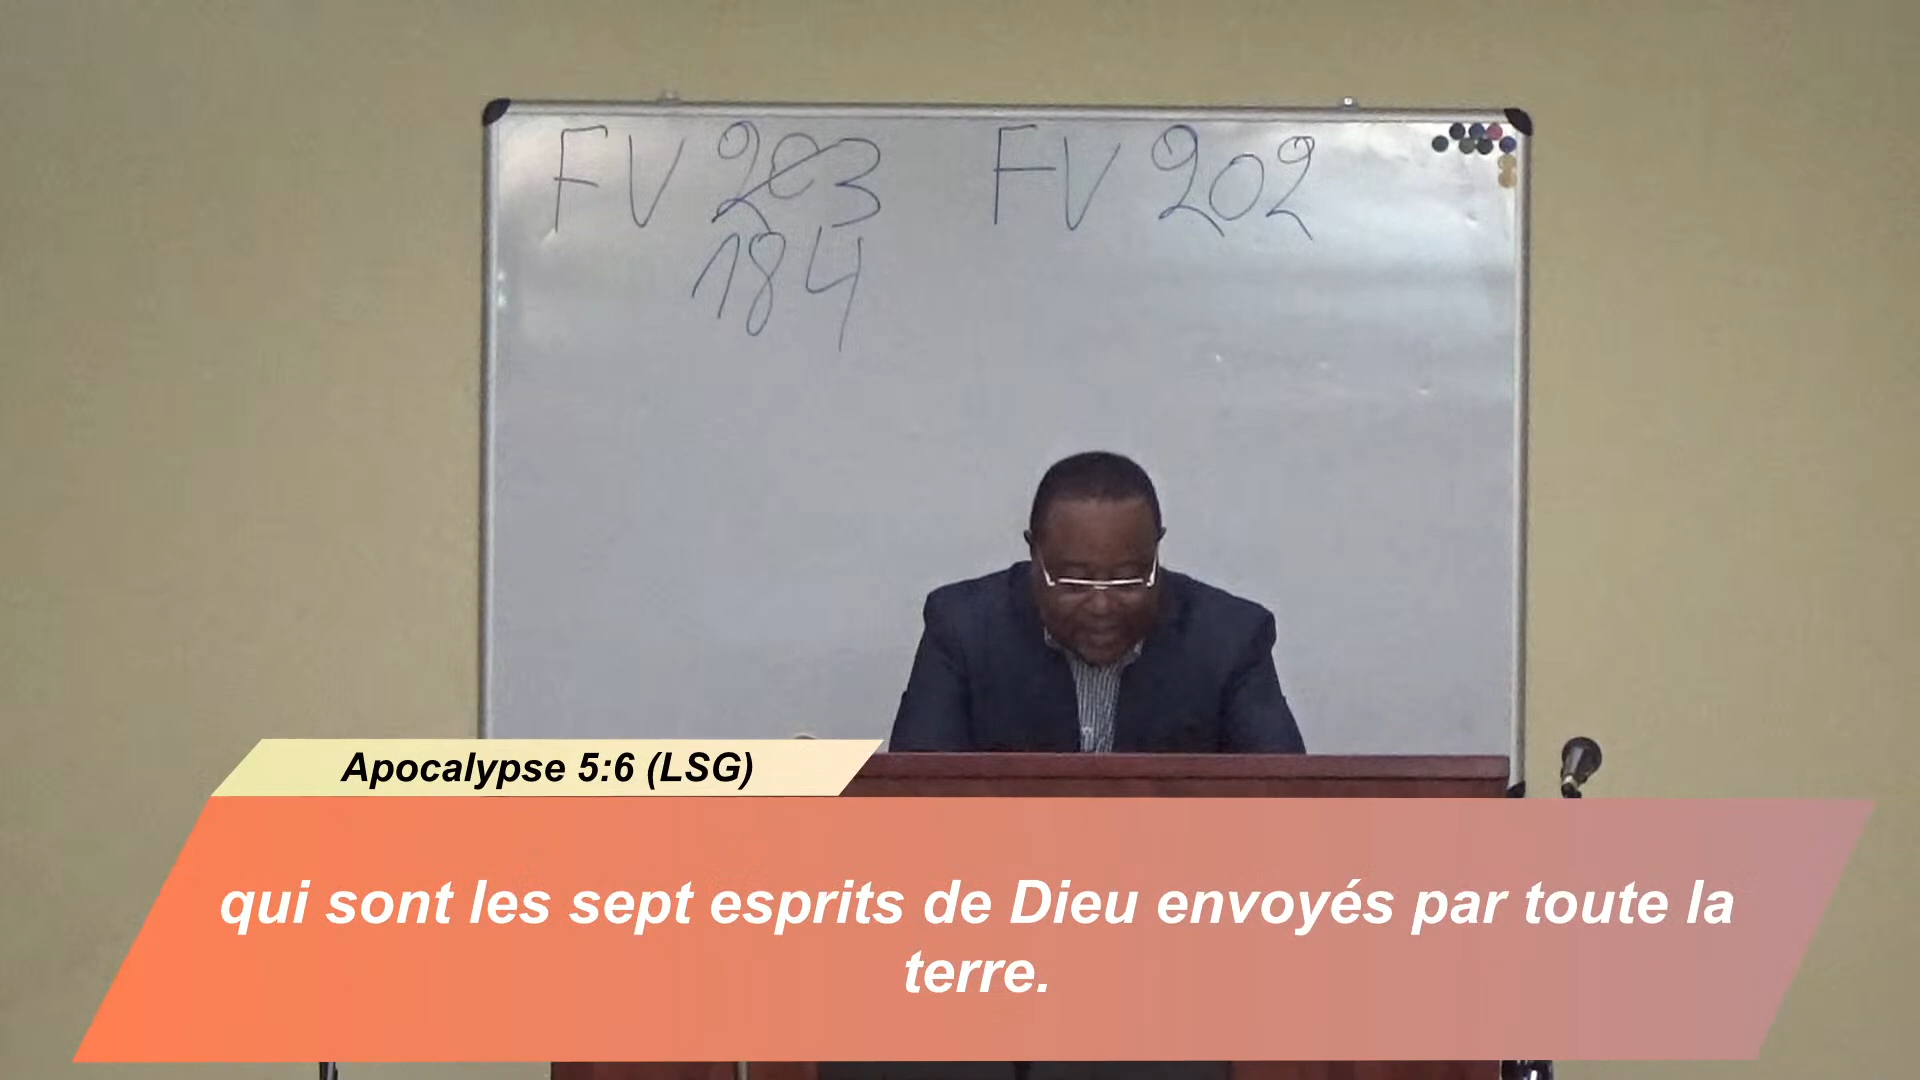 FV 203 FV 202
184
Apocalypse 5:6 (LSG)
qui sont les sept esprits de Dieu envoyés par toute la
terre.